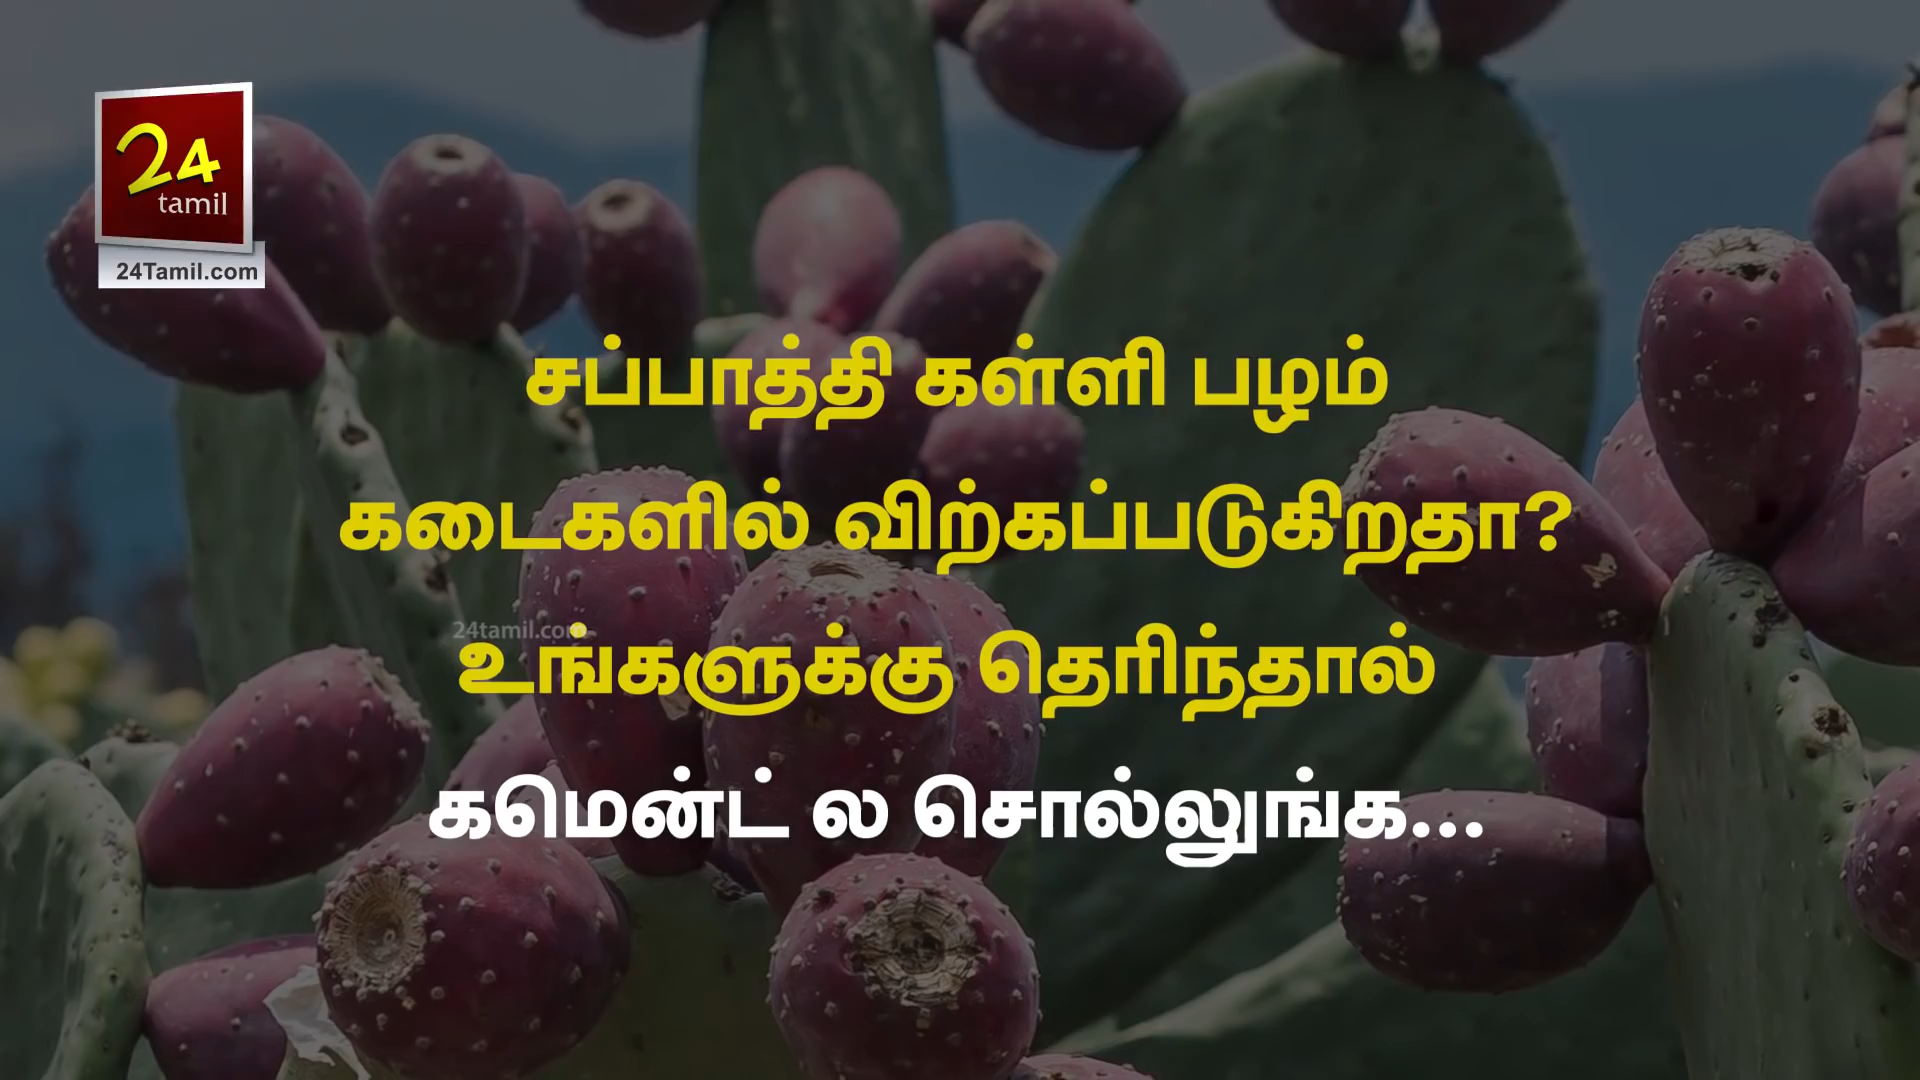 24
tamil
24Tamil.com
சப்பாத்தி கள்ளி பழம்
கடைகளில் விற்கப்படுகிறதா?
24tamil.com
உங்களுக்கு தெரிந்தால்
கமென்ட் ல சொல்லுங்க...